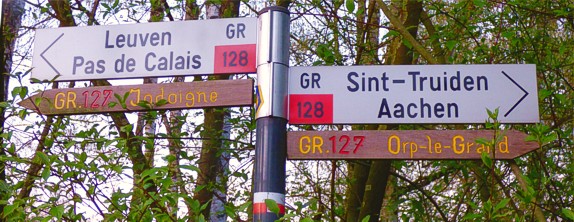 Leuven GR
Pas de Calais 128
GR.127 Jodoigne
GR Sint-Truiden
128 Aachen
GR.127 Orp-le-Grand